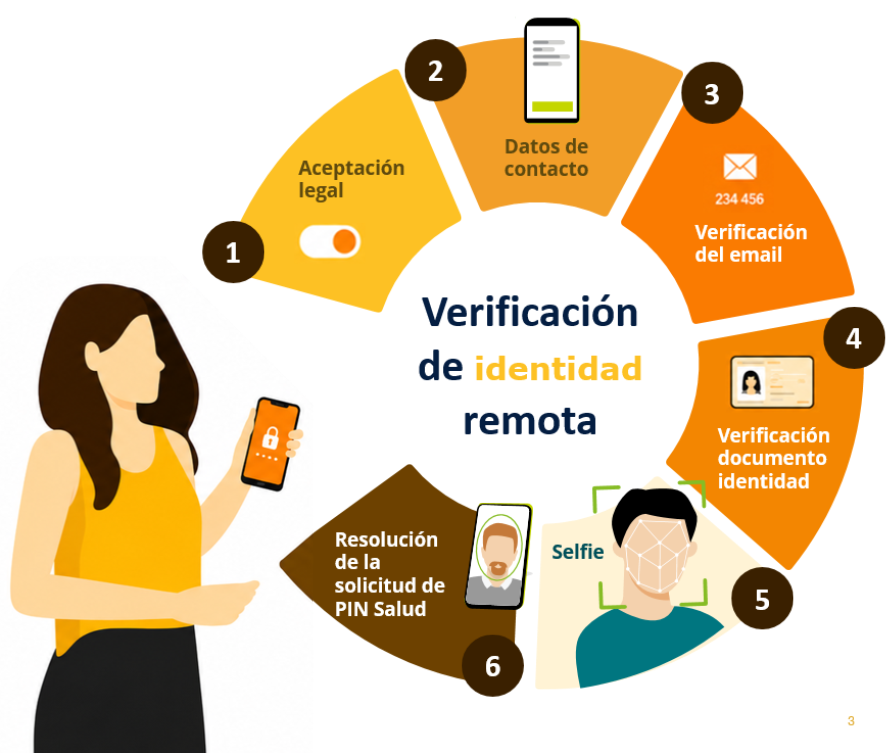 1
Aceptación
legal
2
Datos de
contacto
3
234 456
Verificación
del email
4
Verificación
documento
identidad
5
Selfie
6
Resolución
de la
solicitud de
PIN Salud
Verificación
de identidad
remota
3